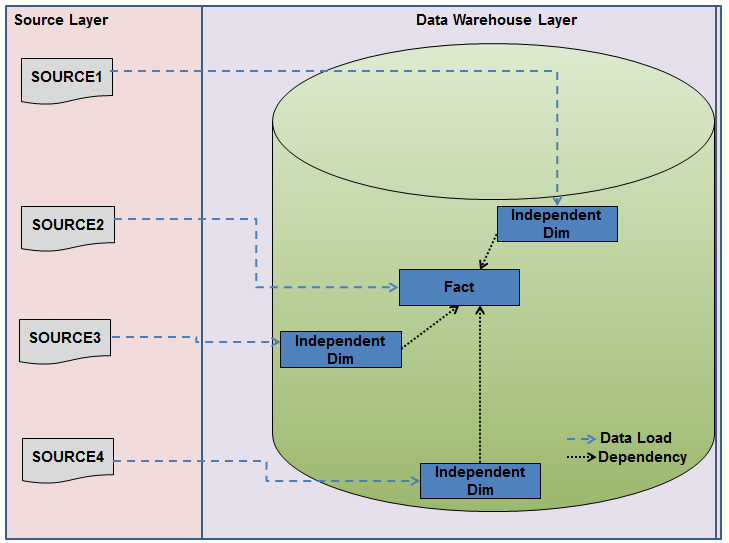 Source Layer
Data Warehouse Layer
SOURCE1
SOURCE2
Independent
Dim
Fact
SOURCE3
Independent
Dim
SOURCE4
Independent
Dim
Data Load
Dependency